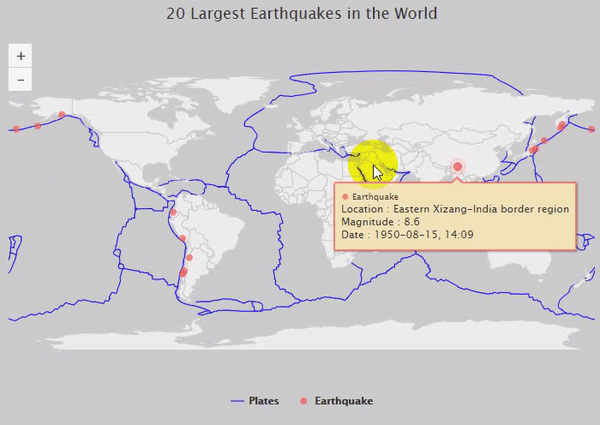 20 Largest Earthquakes in the World
+
−
Earthquake
Location : Eastern Xizang-India border region
Magnitude : 8.6
Date : 1950-08-15, 14:09
Plates
Earthquake